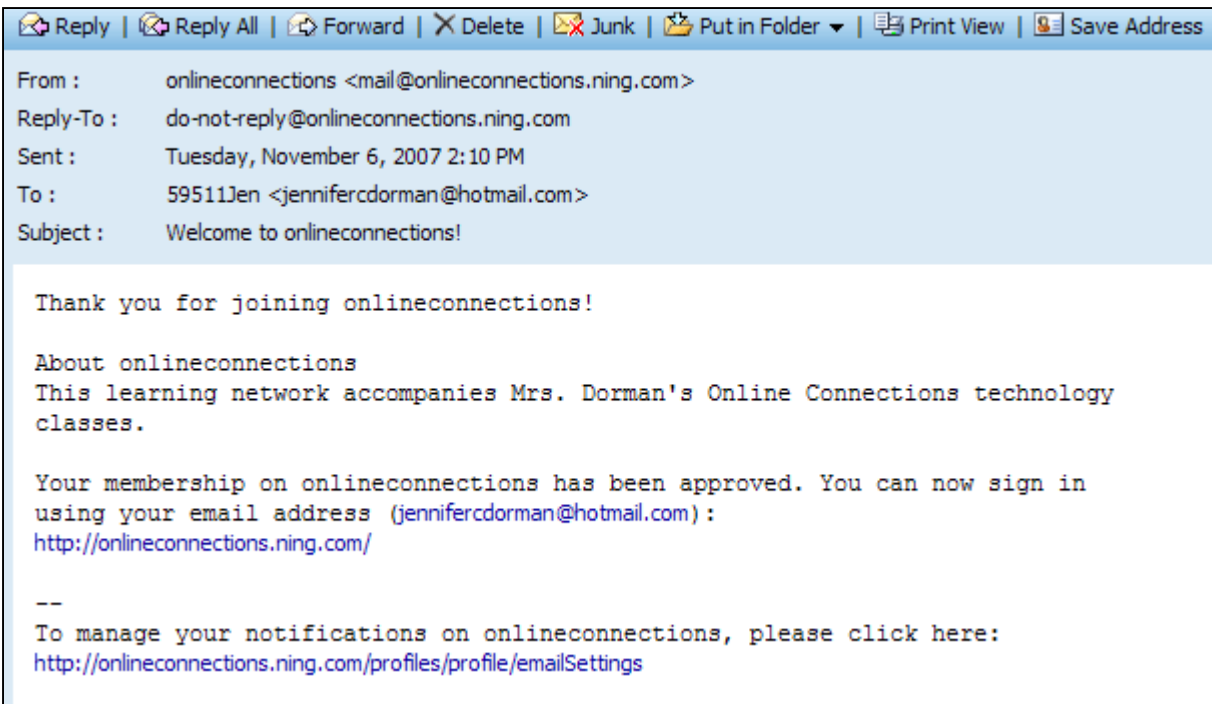 Reply | Reply All | Forward | Delete | Junk | Put in Folder | Print View | Save Address
From : onlineconnections <mail@onlineconnections.ning.com>
Reply-To : do-not-reply@onlineconnections.ning.com
Sent : Tuesday, November 6, 2007 2:10 PM
To : 59511Jen <jennifercdorman@hotmail.com>
Subject : Welcome to onlineconnections!
Thank you for joining onlineconnections!
About onlineconnections
This learning network accompanies Mrs. Dorman's Online Connections technology
classes.
Your membership on onlineconnections has been approved. You can now sign in
using your email address (jennifercdorman@hotmail.com):
http://onlineconnections.ning.com/
--
To manage your notifications on onlineconnections, please click here:
http://onlineconnections.ning.com/profiles/profile/emailSettings